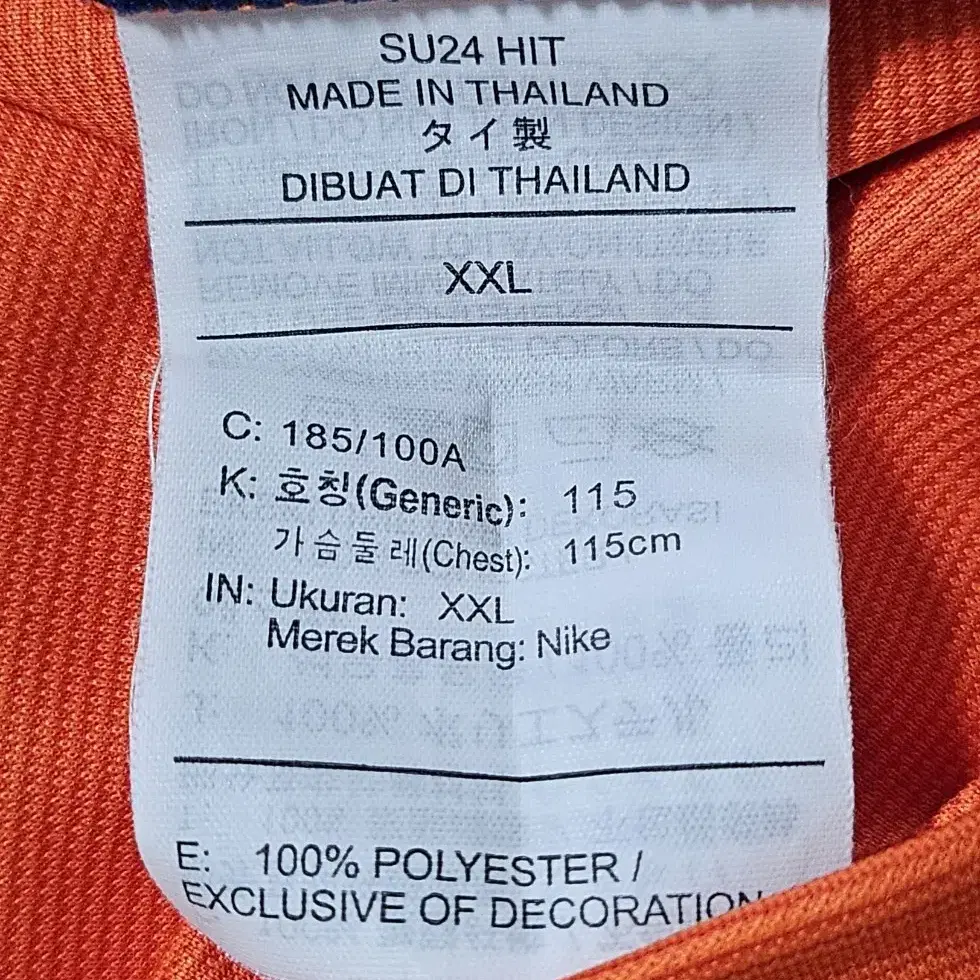 SU24 HIT
MADE IN THAILAND
タイ製
DIBUAT DI THAILAND
XXL
C: 185/100A
K: 호칭(Generic): 115
가슴둘레(Chest): 115cm
IN: Ukuran: XXL
Merek Barang: Nike
E: 100% POLYESTER /
EXCLUSIVE OF DECORATION